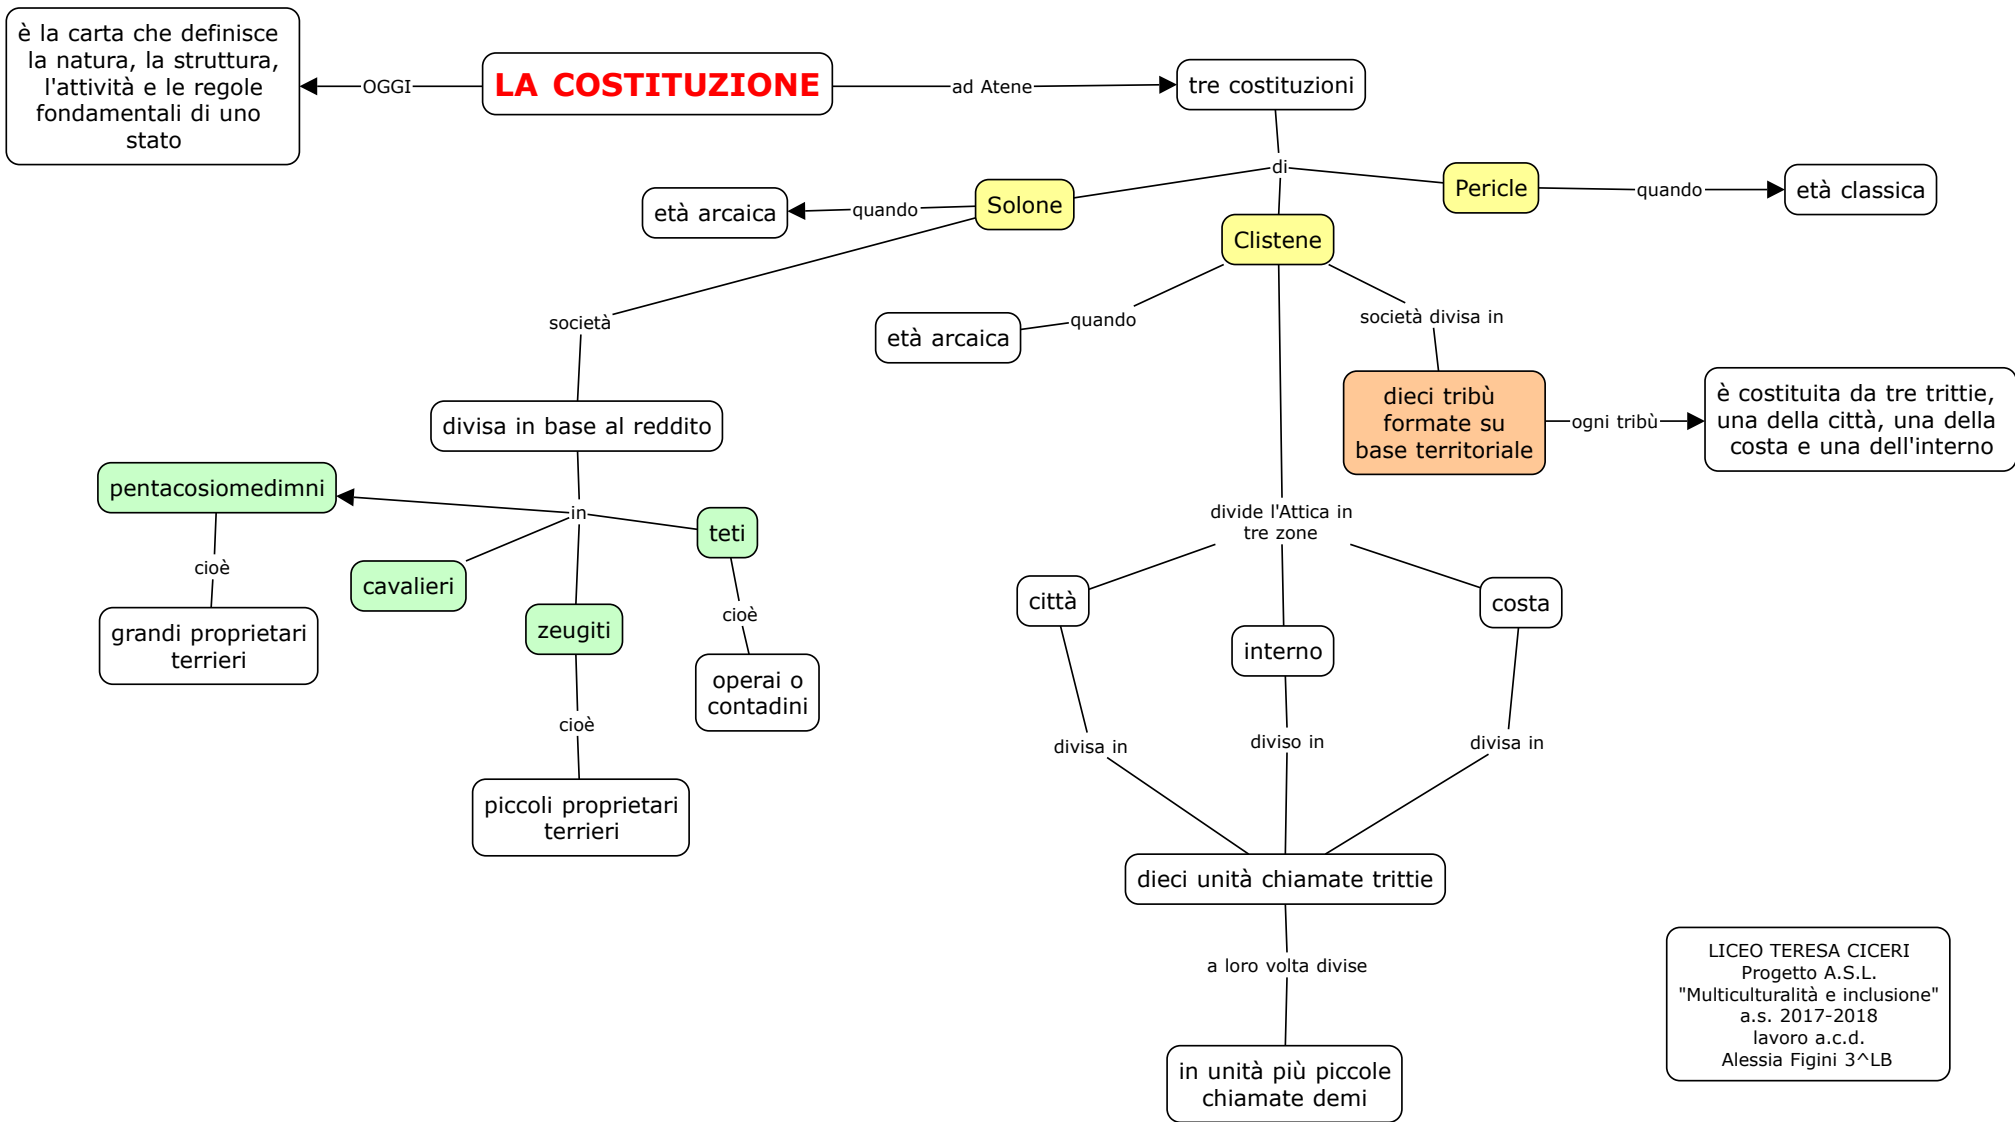 è la carta che definisce
la natura, la struttura,
l'attività e le regole
fondamentali di uno
stato
OGGI
LA COSTITUZIONE
ad Atene
tre costituzioni
di
Solone
quando
età arcaica
Pericle
quando
età classica
Clistene
società
quando
età arcaica
società divisa in
divisa in base al reddito
dieci tribù
formate su
base territoriale
ogni tribù
è costituita da tre trittie,
una della città, una della
costa e una dell'interno
in
pentacosiomedimni
cioè
grandi proprietari
terrieri
cavalieri
zeugiti
cioè
piccoli proprietari
terrieri
teti
cioè
operai o
contadini
divide l'Attica in
tre zone
città
interno
costa
divisa in
diviso in
divisa in
dieci unità chiamate trittie
a loro volta divise
in unità più piccole
chiamate demi
LICEO TERESA CICERI
Progetto A.S.L.
"Multiculturalità e inclusione"
a.s. 2017-2018
lavoro a.c.d.
Alessia Figini 3^LB